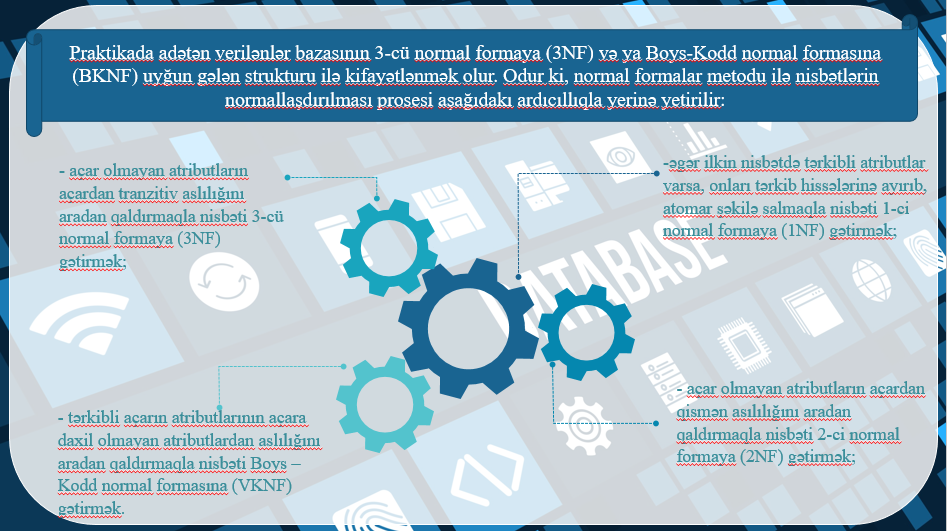 Praktikada adətən verilənlər bazasının 3-cü normal formaya (3NF) və ya Boys-Kodd normal formasına
(BKNF) uyğun gələn strukturu ilə kifayətlənmək olur. Odur ki, normal formalar metodu ilə nisbətlərin
normallaşdırılması prosesi aşağıdakı ardıcıllıqla yerinə yetirilir:
-əgər ilkin nisbətdə tərkibli atributlar
varsa, onları tərkib hissələrinə ayırıb,
atomar şəkilə salmaqla nisbəti 1-ci
normal formaya (1NF) gətirmək;
- açar olmayan atributların açardan
qismən asılılığını aradan
qaldırmaqla nisbəti 2-ci normal
formaya (2NF) gətirmək;
- açar olmayan atributların
açardan tranzitiv aslılığını
aradan qaldırmaqla nisbəti 3-cü
normal formaya (3NF)
gətirmək;
- tərkibli açarın atributlarının açara
daxil olmayan atributlardan aslılığını
aradan qaldırmaqla nisbəti Boys –
Kodd normal formasına (VKNF)
gətirmək.
DATABASE